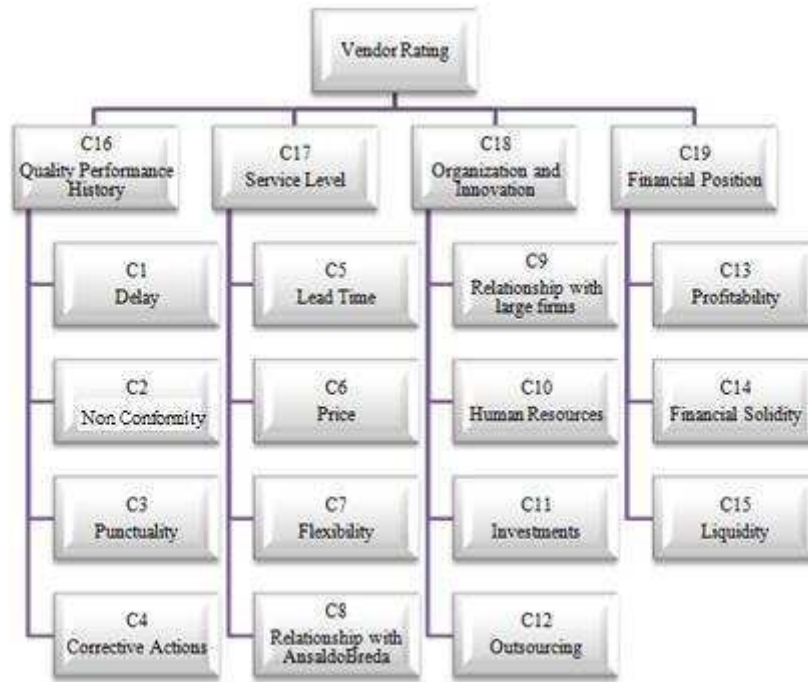 Vendor Rating
C16
Quality Performance
History
C17
Service Level
C18
Organization and
Innovation
C19
Financial Position
C1
Delay
C5
Lead Time
C9
Relationship with
large firms
C13
Profitability
C2
Non Conformity
C6
Price
C10
Human Resources
C14
Financial Solidity
C3
Punctuality
C7
Flexibility
C11
Investments
C15
Liquidity
C4
Corrective Actions
C8
Relationship with
AnsaldoBreda
C12
Outsourcing